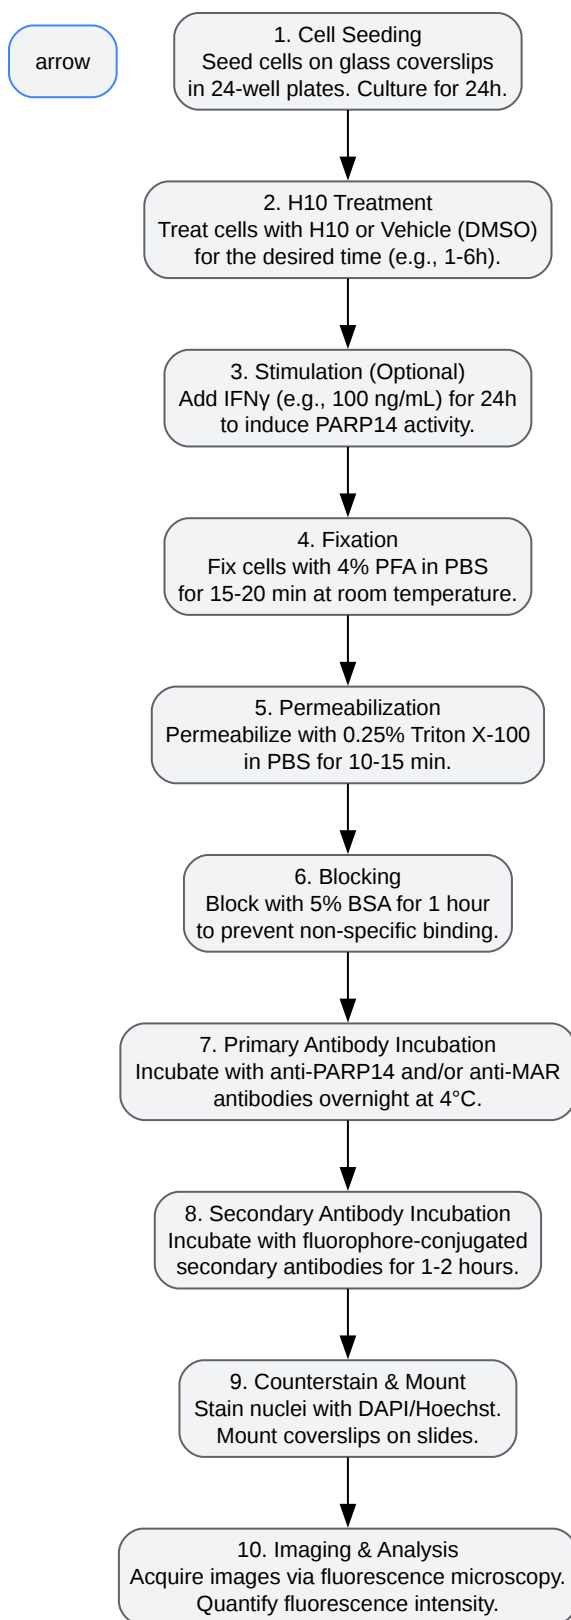 arrow
1. Cell Seeding
Seed cells on glass coverslips
in 24-well plates. Culture for 24h.
2. H10 Treatment
Treat cells with H10 or Vehicle (DMSO)
for the desired time (e.g., 1-6h).
3. Stimulation (Optional)
Add IFNγ (e.g., 100 ng/mL) for 24h
to induce PARP14 activity.
4. Fixation
Fix cells with 4% PFA in PBS
for 15-20 min at room temperature.
5. Permeabilization
Permeabilize with 0.25% Triton X-100
in PBS for 10-15 min.
6. Blocking
Block with 5% BSA for 1 hour
to prevent non-specific binding.
7. Primary Antibody Incubation
Incubate with anti-PARP14 and/or anti-MAR
antibodies overnight at 4°C.
8. Secondary Antibody Incubation
Incubate with fluorophore-conjugated
secondary antibodies for 1-2 hours.
9. Counterstain & Mount
Stain nuclei with DAPI/Hoechst.
Mount coverslips on slides.
10. Imaging & Analysis
Acquire images via fluorescence microscopy.
Quantify fluorescence intensity.